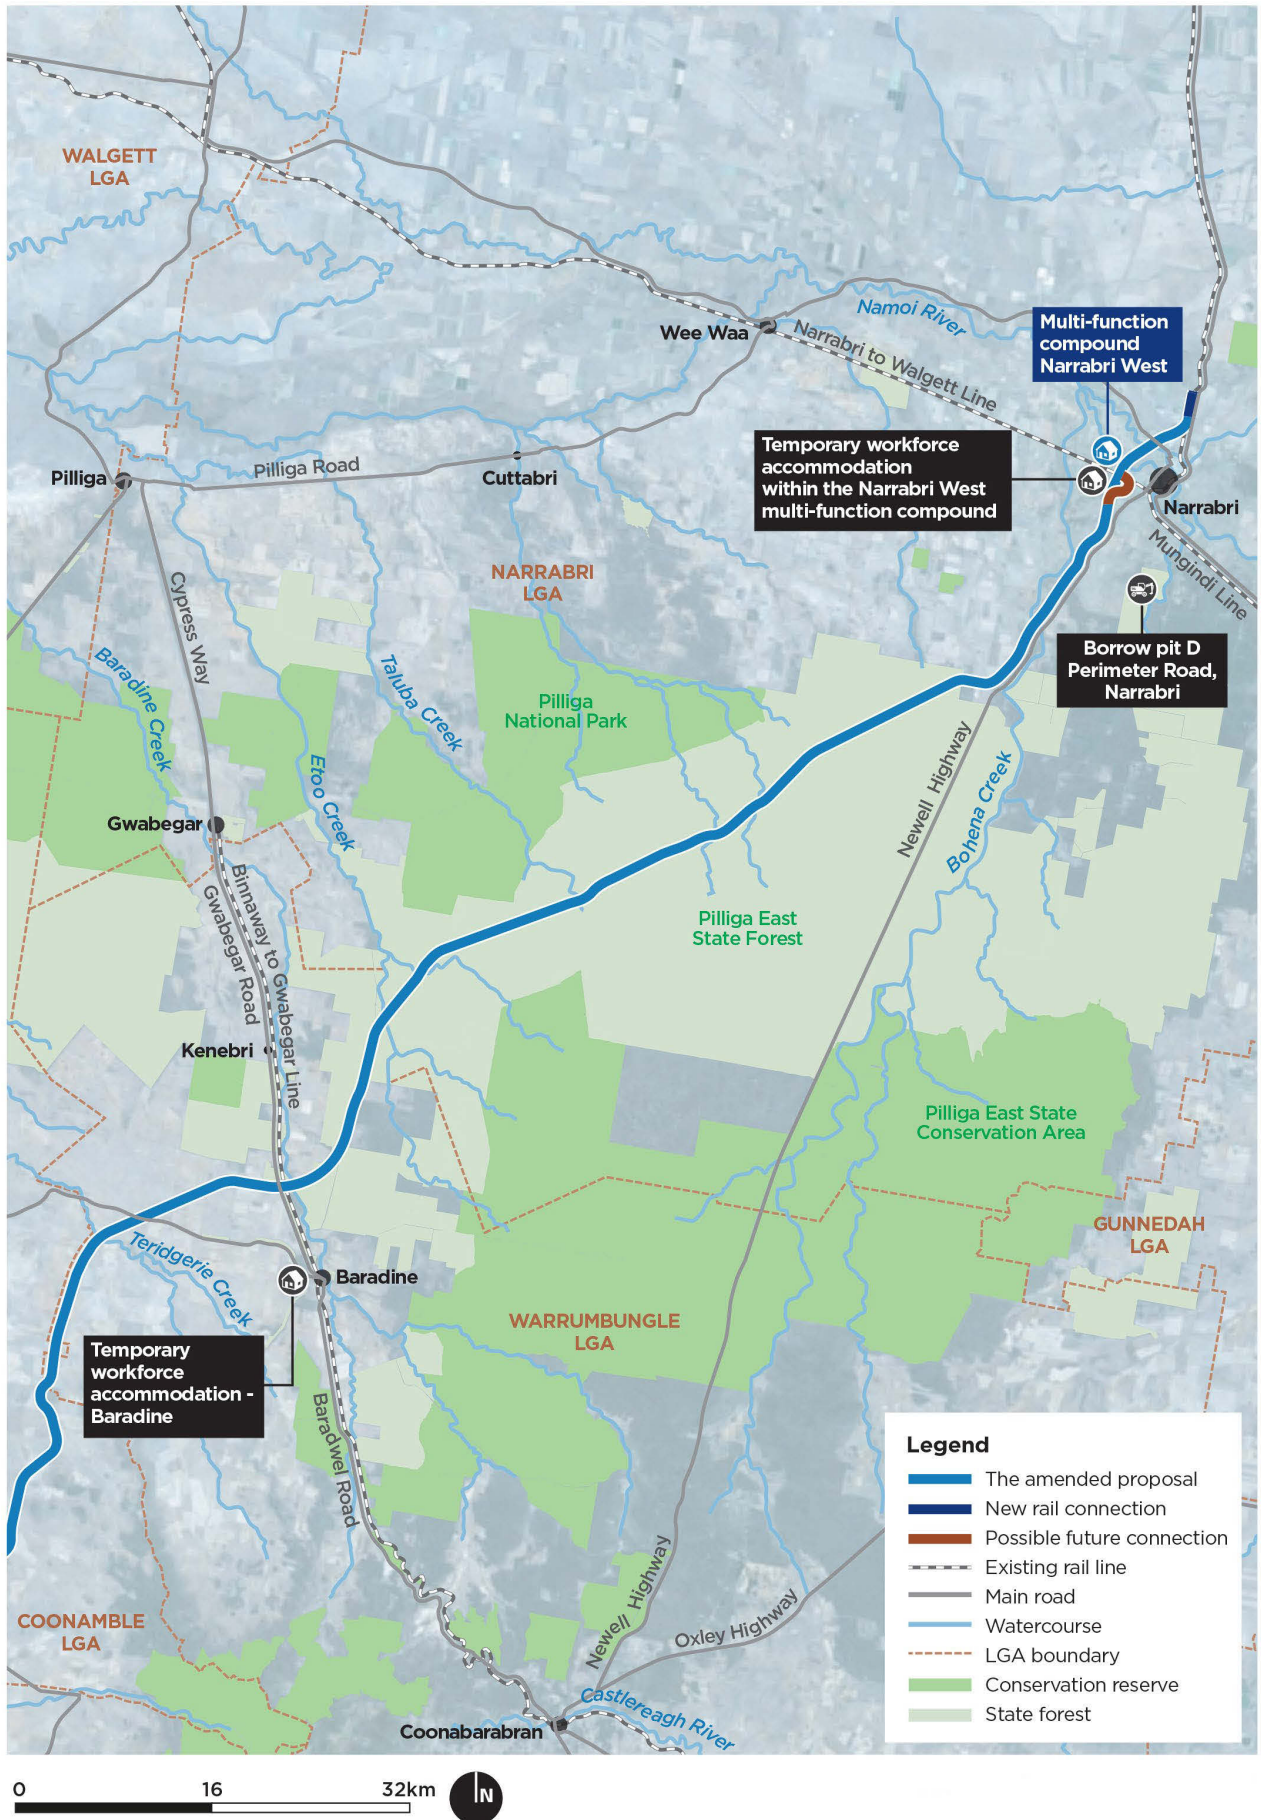 WALGETT
LGA
Wee Waa
Namoi River
Narrabri to Walgett Line
Multi-function
compound
Narrabri West
Temporary workforce
accommodation
within the Narrabri West
multi-function compound
Pilliga
Pilliga Road
Cuttabri
Narrabri
Mungindi Line
NARRABRI
LGA
Cypress Way
Borrow pit D
Perimeter Road,
Narrabri
Baradine Creek
Taluba Creek
Pilliga
National Park
Etoo Creek
Newell Highway
Bohena Creek
Gwabegar
Binnaway to Gwabegar Line
Gwabegar Road
Pilliga East
State Forest
Kenebri
Pilliga East State
Conservation Area
GUNNEDAH
LGA
Teridgerie Creek
Baradine
WARRUMBUNGLE
LGA
Temporary
workforce
accommodation -
Baradine
Baradwel Road
Newell Highway
Oxley Highway
COONAMBLE
LGA
Castlereagh River
Coonabarabran
Legend
The amended proposal
New rail connection
Possible future connection
Existing rail line
Main road
Watercourse
LGA boundary
Conservation reserve
State forest
0 16 32km
N